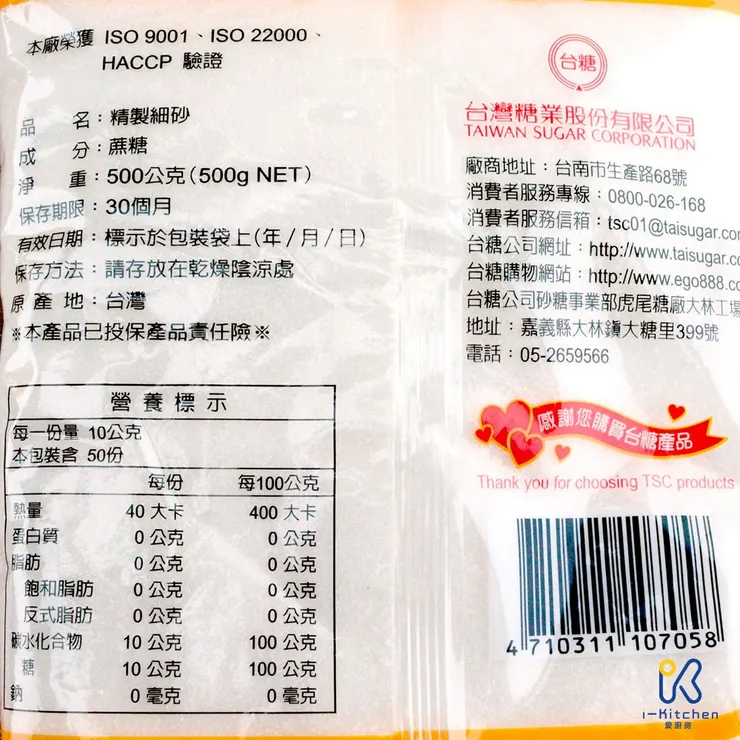 本廠榮獲 ISO 9001、ISO 22000、
HACCP 驗證
品名：精製細砂
成分：蔗糖
淨重：500公克(500g NET)
保存期限：30個月
有效日期：標示於包裝袋上(年/月/日)
保存方法：請存放在乾燥陰涼處
原產地：台灣
※本產品已投保產品責任險※
營養標示
每一份量 10公克
本包裝含 50份
每份 每100公克
熱量 40 大卡 400 大卡
蛋白質 0 公克 0 公克
脂肪 0 公克 0 公克
飽和脂肪 0 公克 0 公克
反式脂肪 0 公克 0 公克
碳水化合物 10 公克 100 公克
糖 10 公克 100 公克
鈉 0 毫克 0 毫克
台糖
台灣糖業股份有限公司
TAIWAN SUGAR CORPORATION
廠商地址：台南市生產路68號
消費者服務專線：0800-026-168
消費者服務信箱：tsc01@taisugar.com
台糖公司網址：http://www.taisugar.co
台糖購物網站：http://www.ego888.co
台糖公司砂糖事業部虎尾糖廠大林工場
地址：嘉義縣大林鎮大糖里399號
電話：05-2659566
感謝您購買台糖產品
Thank you for choosing TSC products
4 710311 107058
i-Kitchen
愛廚房